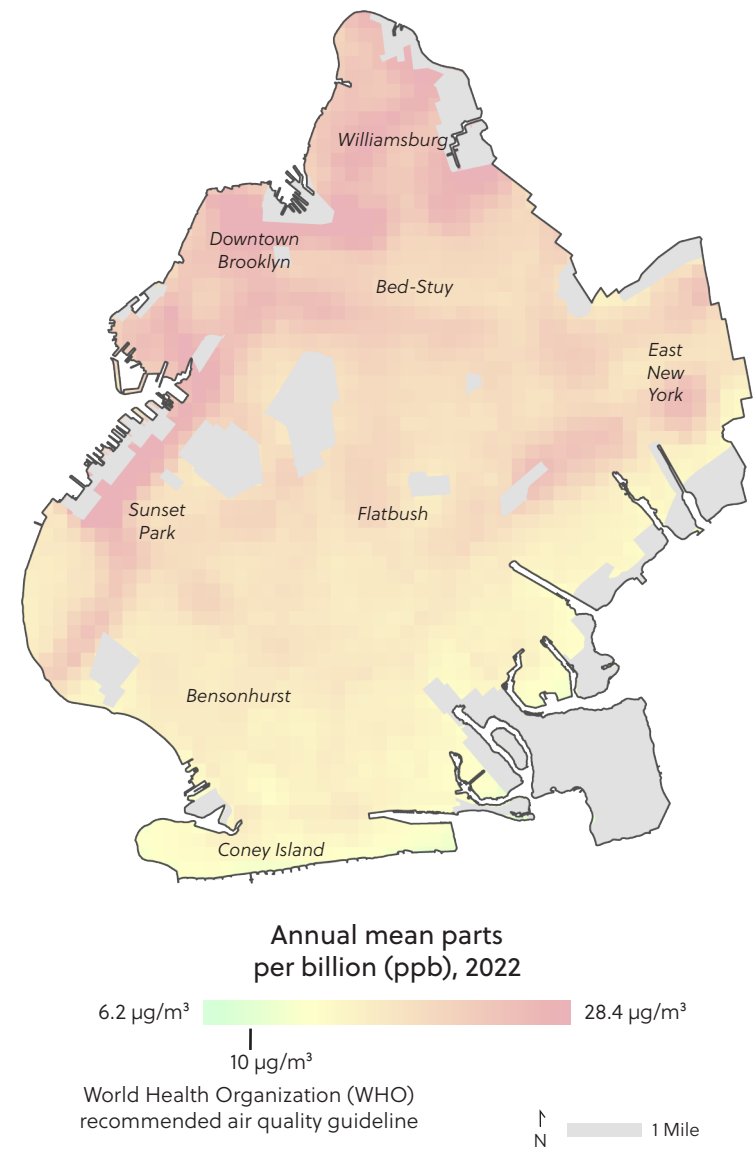 Williamsburg
Downtown
Brooklyn
Bed-Stuy
East
New
York
Sunset
Park
Flatbush
Bensonhurst
Coney Island
Annual mean parts
per billion (ppb), 2022
6.2 µg/m³
28.4 µg/m³
10 µg/m³
World Health Organization (WHO)
recommended air quality guideline
N
1 Mile